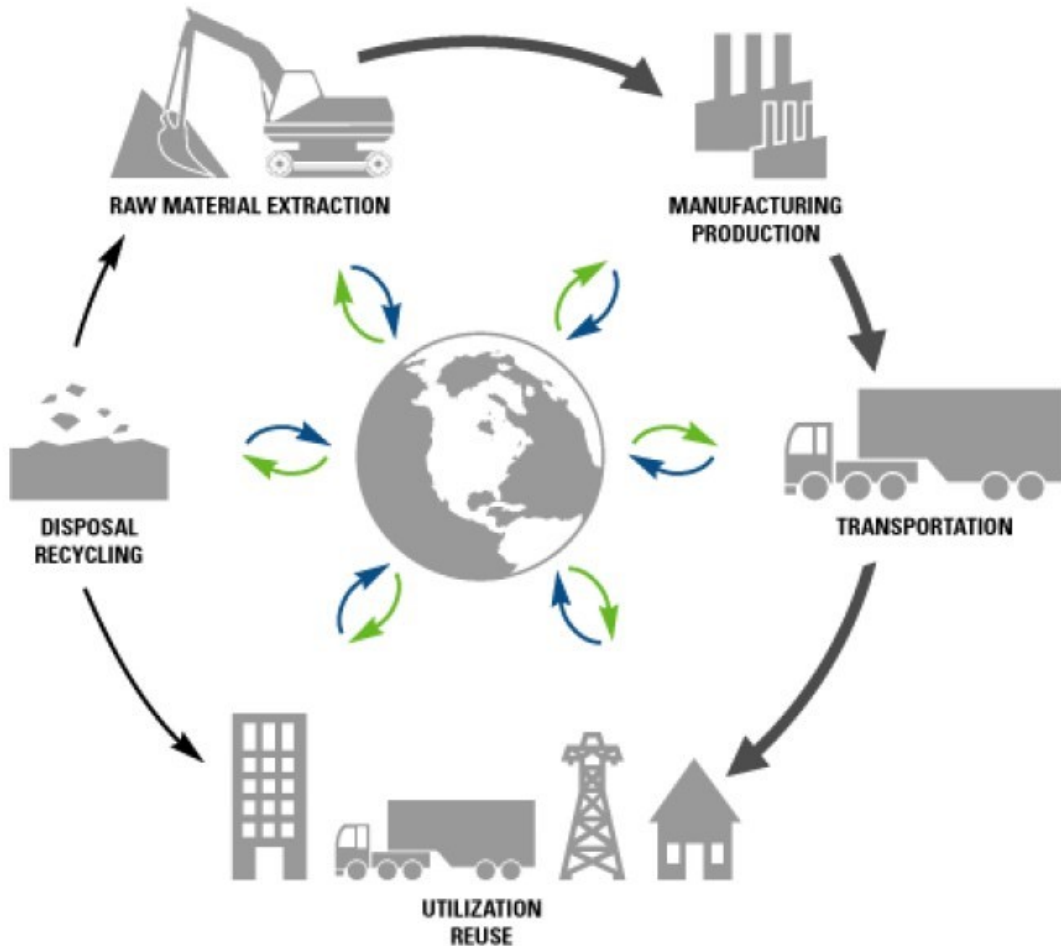 RAW MATERIAL EXTRACTION
MANUFACTURING
PRODUCTION
DISPOSAL
RECYCLING
TRANSPORTATION
UTILIZATION
REUSE